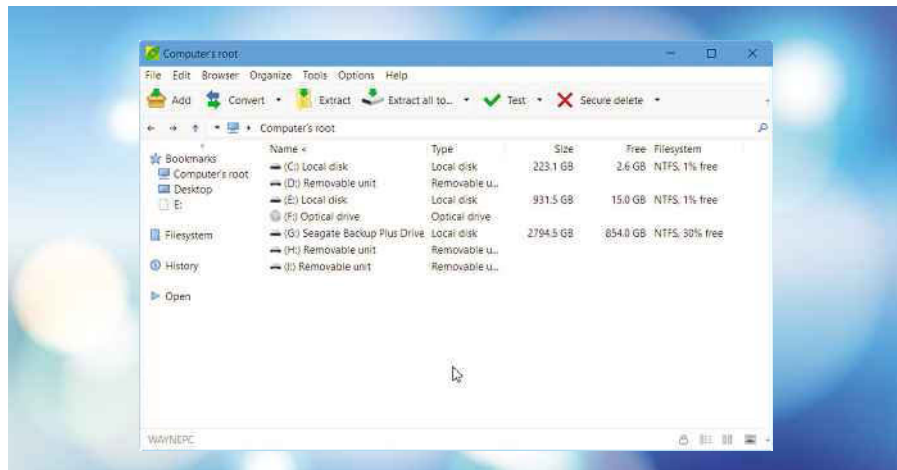 Computer's root
File Edit Browser Organize Tools Options Help
Add Convert Extract Extract all to... Test Secure delete
Computer's root
Name < Type Size Free Filesystem
Bookmarks
Computer's root
Desktop
E:
Filesystem
History
Open
(C:) Local disk Local disk 223.1 GB 2.6 GB NTFS, 1% free
(D:) Removable unit Removable u...
(E:) Local disk Local disk 931.5 GB 15.0 GB NTFS, 1% free
(F:) Optical drive Optical drive
(G:) Seagate Backup Plus Drive Local disk 2794.5 GB 854.0 GB NTFS, 30% free
(H:) Removable unit Removable u...
(I:) Removable unit Removable u...
WAYNEPC